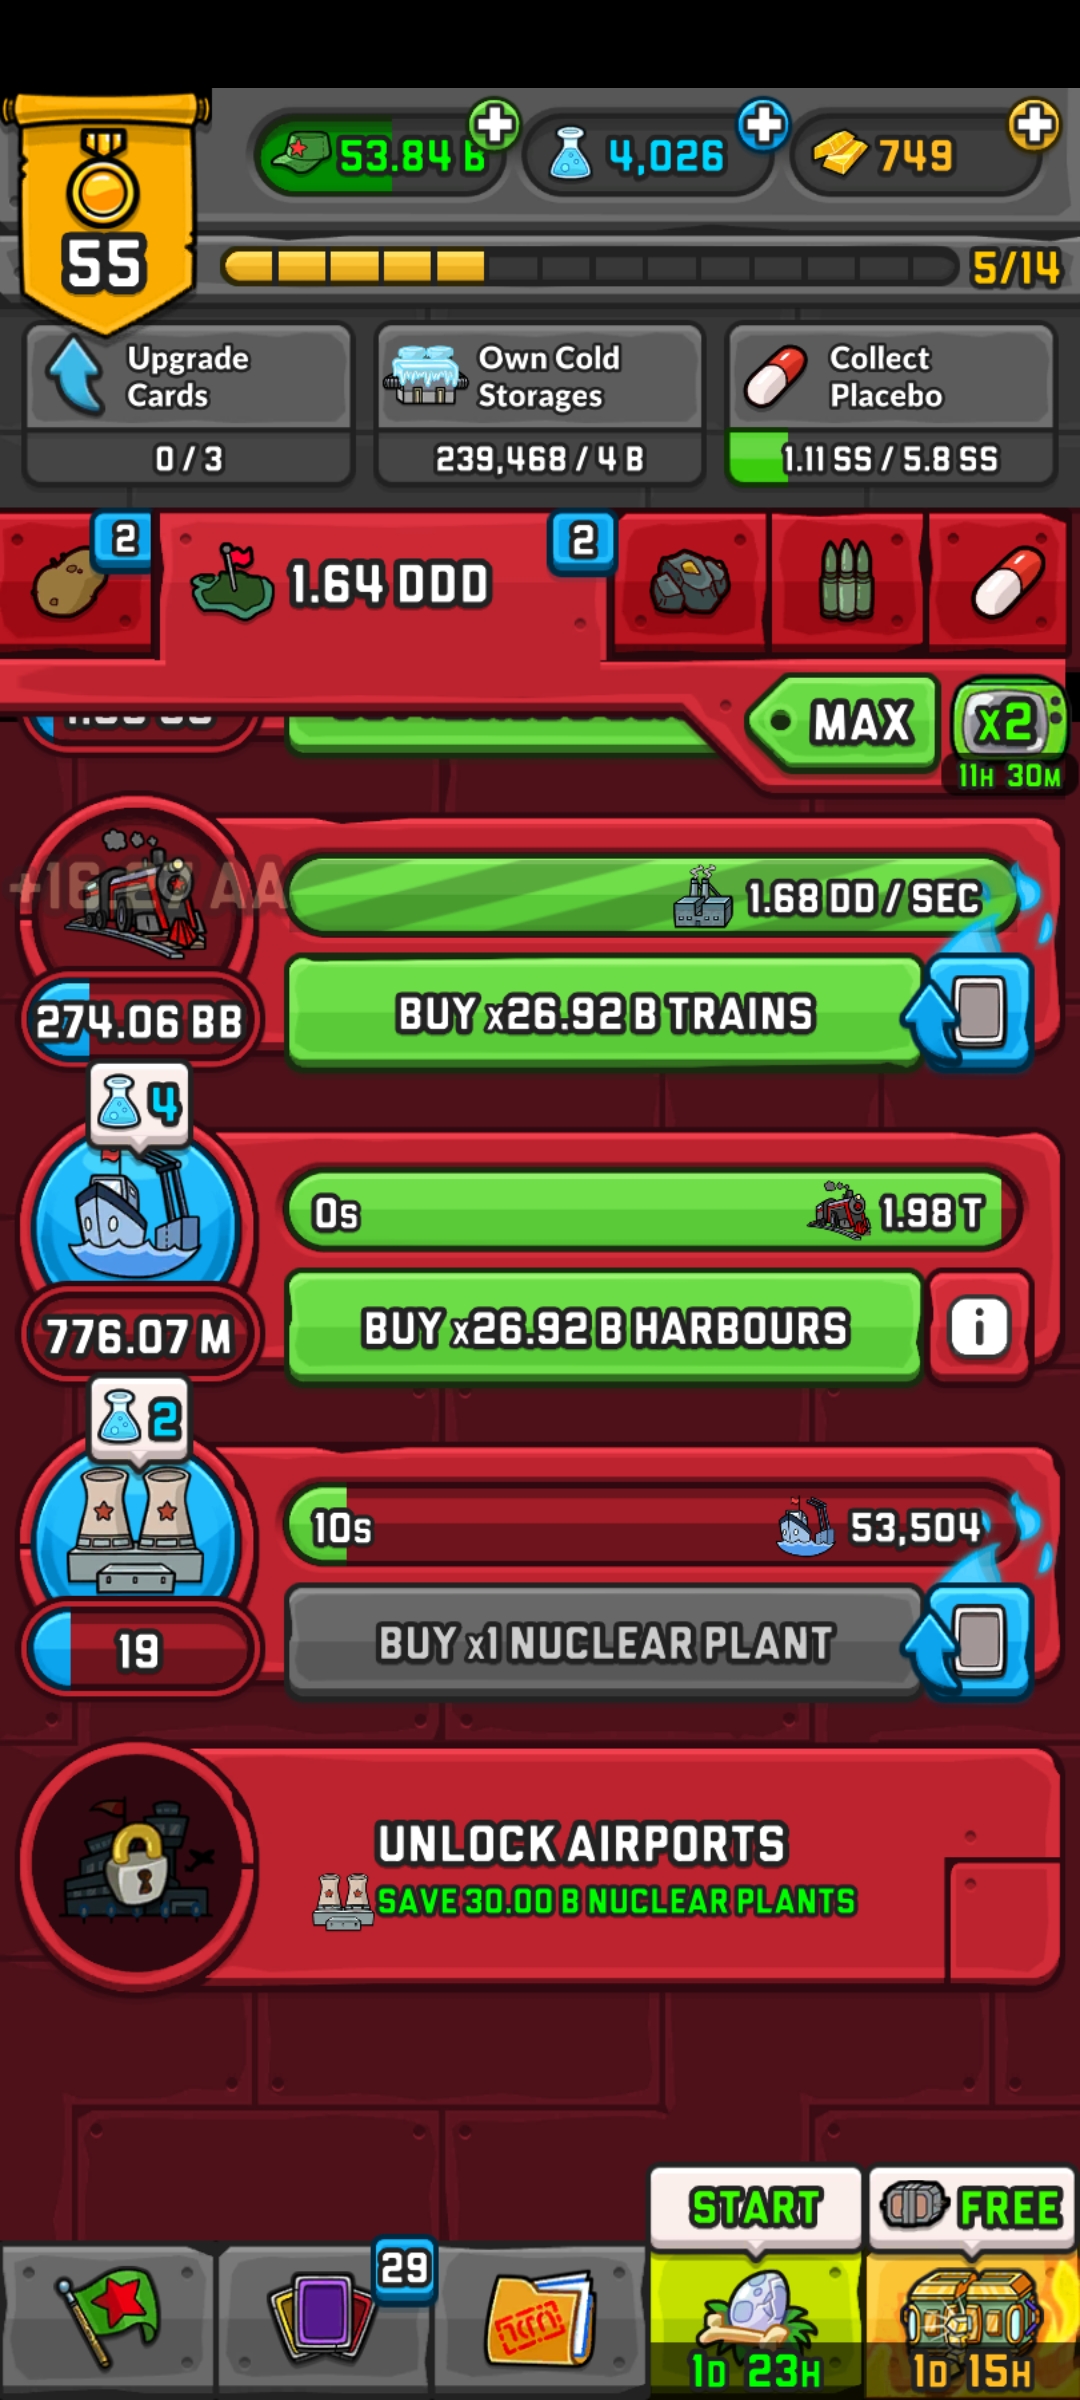 53.84 B
4,026
749
55
5/14
Upgrade
Cards
Own Cold
Storages
Collect
Placebo
0 / 3
239,468 / 4 B
1.11 SS / 5.8 SS
2
1.64 DDD
2
MAX
x2
11H 30M
+16.27 AA
1.68 DD / SEC
274.06 BB
BUY x26.92 B TRAINS
4
0s
1.98 T
776.07 M
BUY x26.92 B HARBOURS
i
2
10s
53,504
19
BUY x1 NUCLEAR PLANT
UNLOCK AIRPORTS
SAVE 30.00 B NUCLEAR PLANTS
START
FREE
29
1D 23H
1D 15H